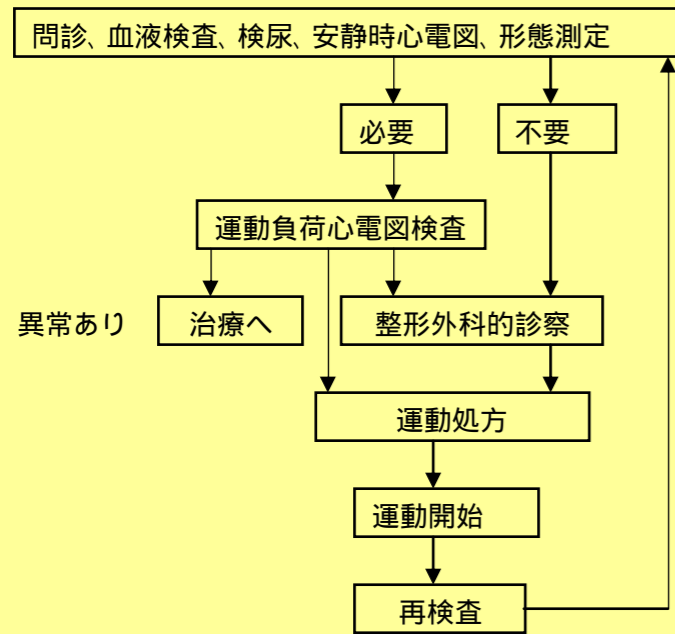 問診、血液検査、検尿、安静時心電図、形態測定
必要
不要
運動負荷心電図検査
異常あり
治療へ
整形外科的診察
運動処方
運動開始
再検査